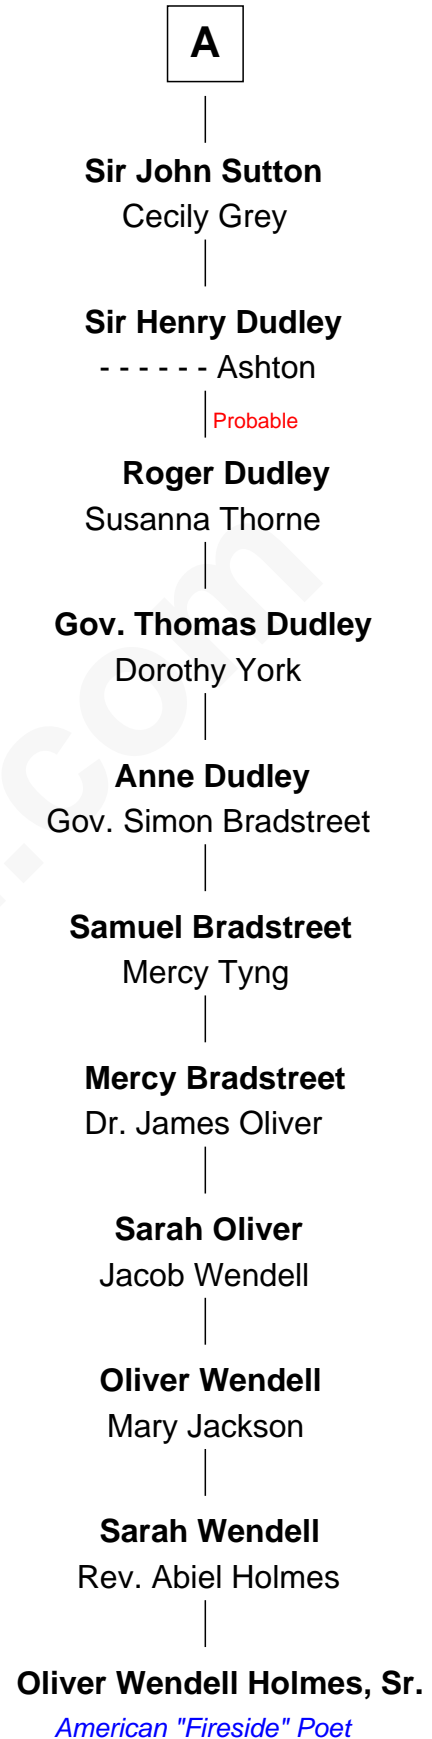 A
Sir John Sutton
Cecily Grey
Sir Henry Dudley
- - - - - - Ashton
Probable
Roger Dudley
Susanna Thorne
Gov. Thomas Dudley
Dorothy York
Anne Dudley
Gov. Simon Bradstreet
Samuel Bradstreet
Mercy Tyng
Mercy Bradstreet
Dr. James Oliver
Sarah Oliver
Jacob Wendell
Oliver Wendell
Mary Jackson
Sarah Wendell
Rev. Abiel Holmes
Oliver Wendell Holmes, Sr.
American "Fireside" Poet
.com